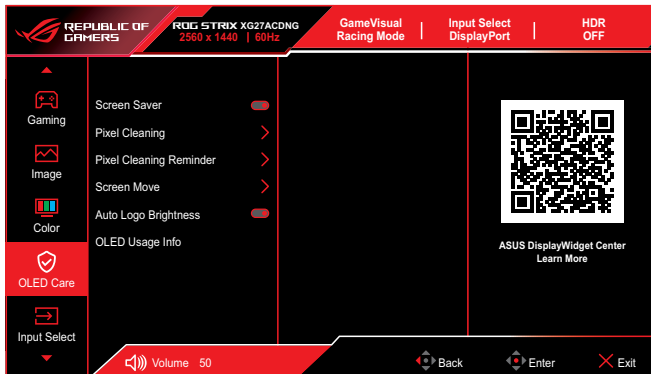 REPUBLIC OF
GAMERS
ROG STRIX XG27ACDNG
2560 x 1440 | 60Hz
GameVisual
Racing Mode
Input Select
DisplayPort
HDR
OFF
Gaming
Image
Color
OLED Care
Input Select
Screen Saver
Pixel Cleaning
Pixel Cleaning Reminder
Screen Move
Auto Logo Brightness
OLED Usage Info
ASUS DisplayWidget Center
Learn More
Volume 50
Back
Enter
Exit